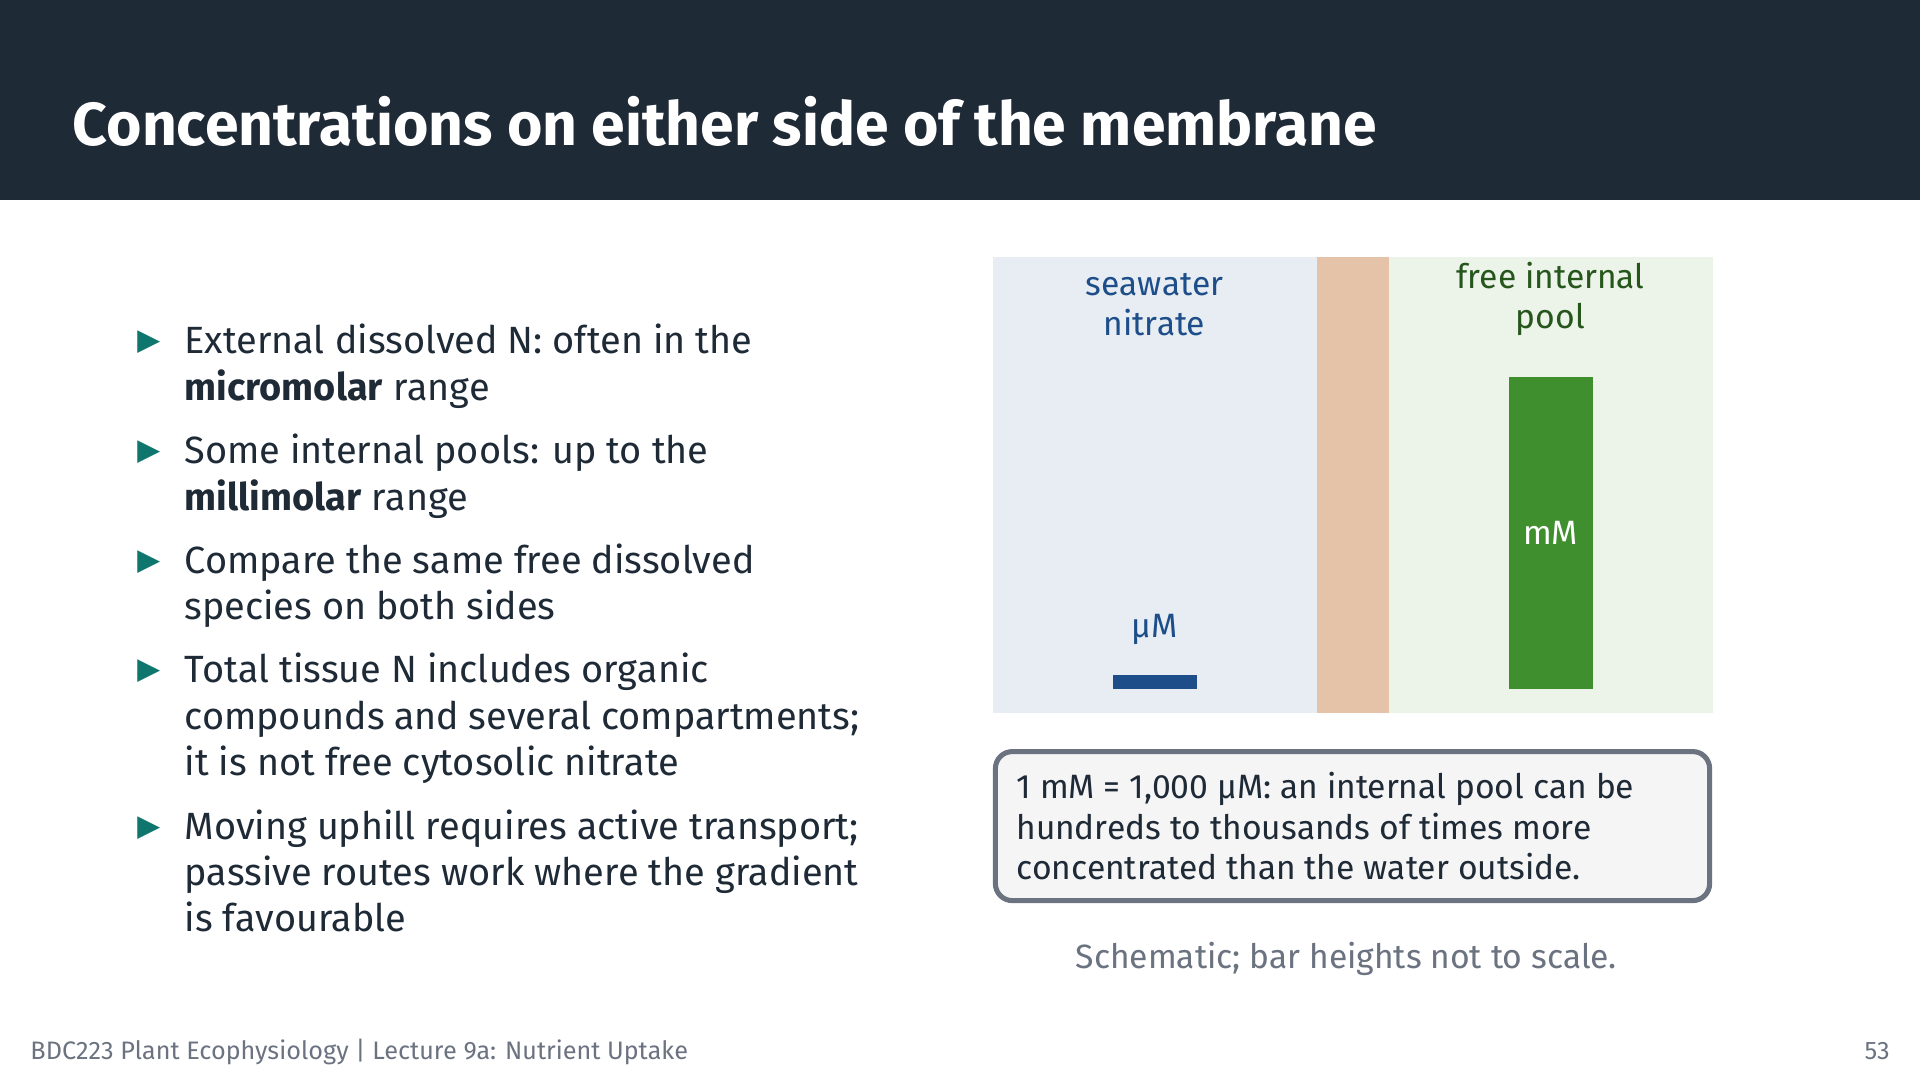 Concentrations on either side of the membrane
► External dissolved N: often in the
micromolar range
► Some internal pools: up to the
millimolar range
► Compare the same free dissolved
species on both sides
► Total tissue N includes organic
compounds and several compartments;
it is not free cytosolic nitrate
► Moving uphill requires active transport;
passive routes work where the gradient
is favourable
seawater
nitrate
µM
free internal
pool
mM
1 mM = 1,000 µM: an internal pool can be
hundreds to thousands of times more
concentrated than the water outside.
Schematic; bar heights not to scale.
BDC223 Plant Ecophysiology | Lecture 9a: Nutrient Uptake
53